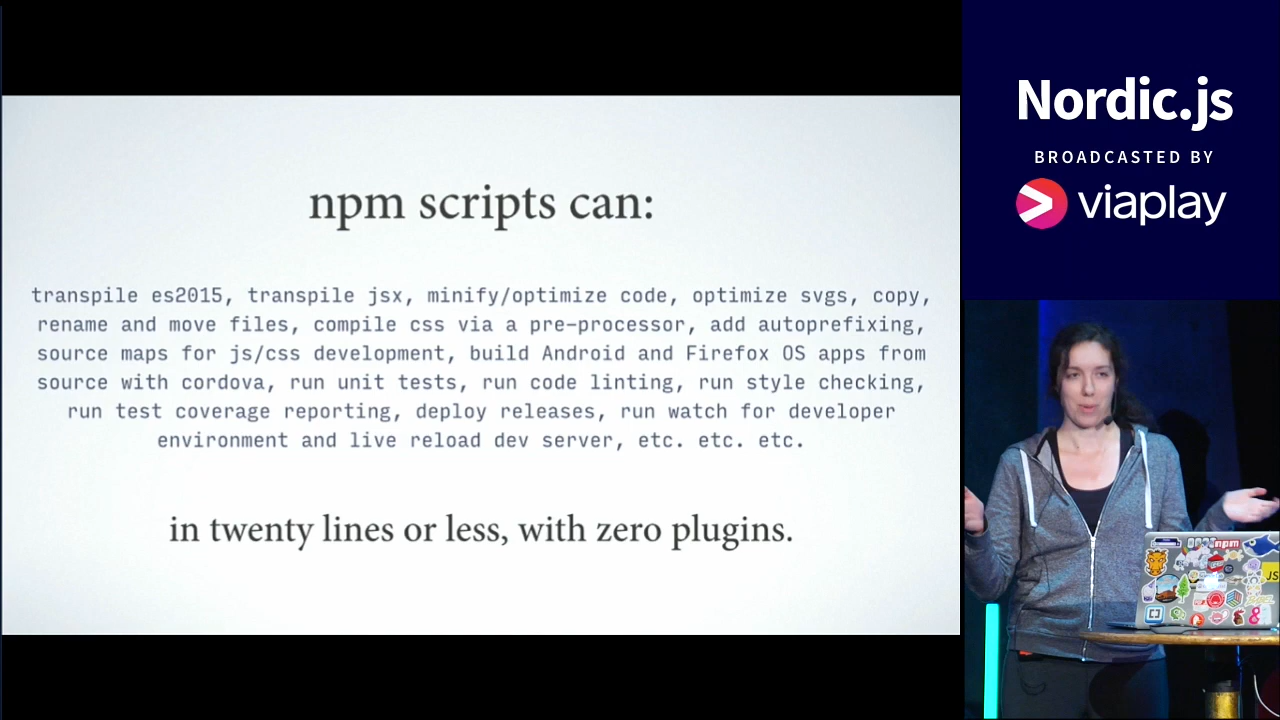 npm scripts can:
transpile es2015, transpile jsx, minify/optimize code, optimize svgs, copy,
rename and move files, compile css via a pre-processor, add autoprefixing,
source maps for js/css development, build Android and Firefox OS apps from
source with cordova, run unit tests, run code linting, run style checking,
run test coverage reporting, deploy releases, run watch for developer
environment and live reload dev server, etc. etc. etc.
in twenty lines or less, with zero plugins.
Nordic.js
BROADCASTED BY
viaplay
npm
JS